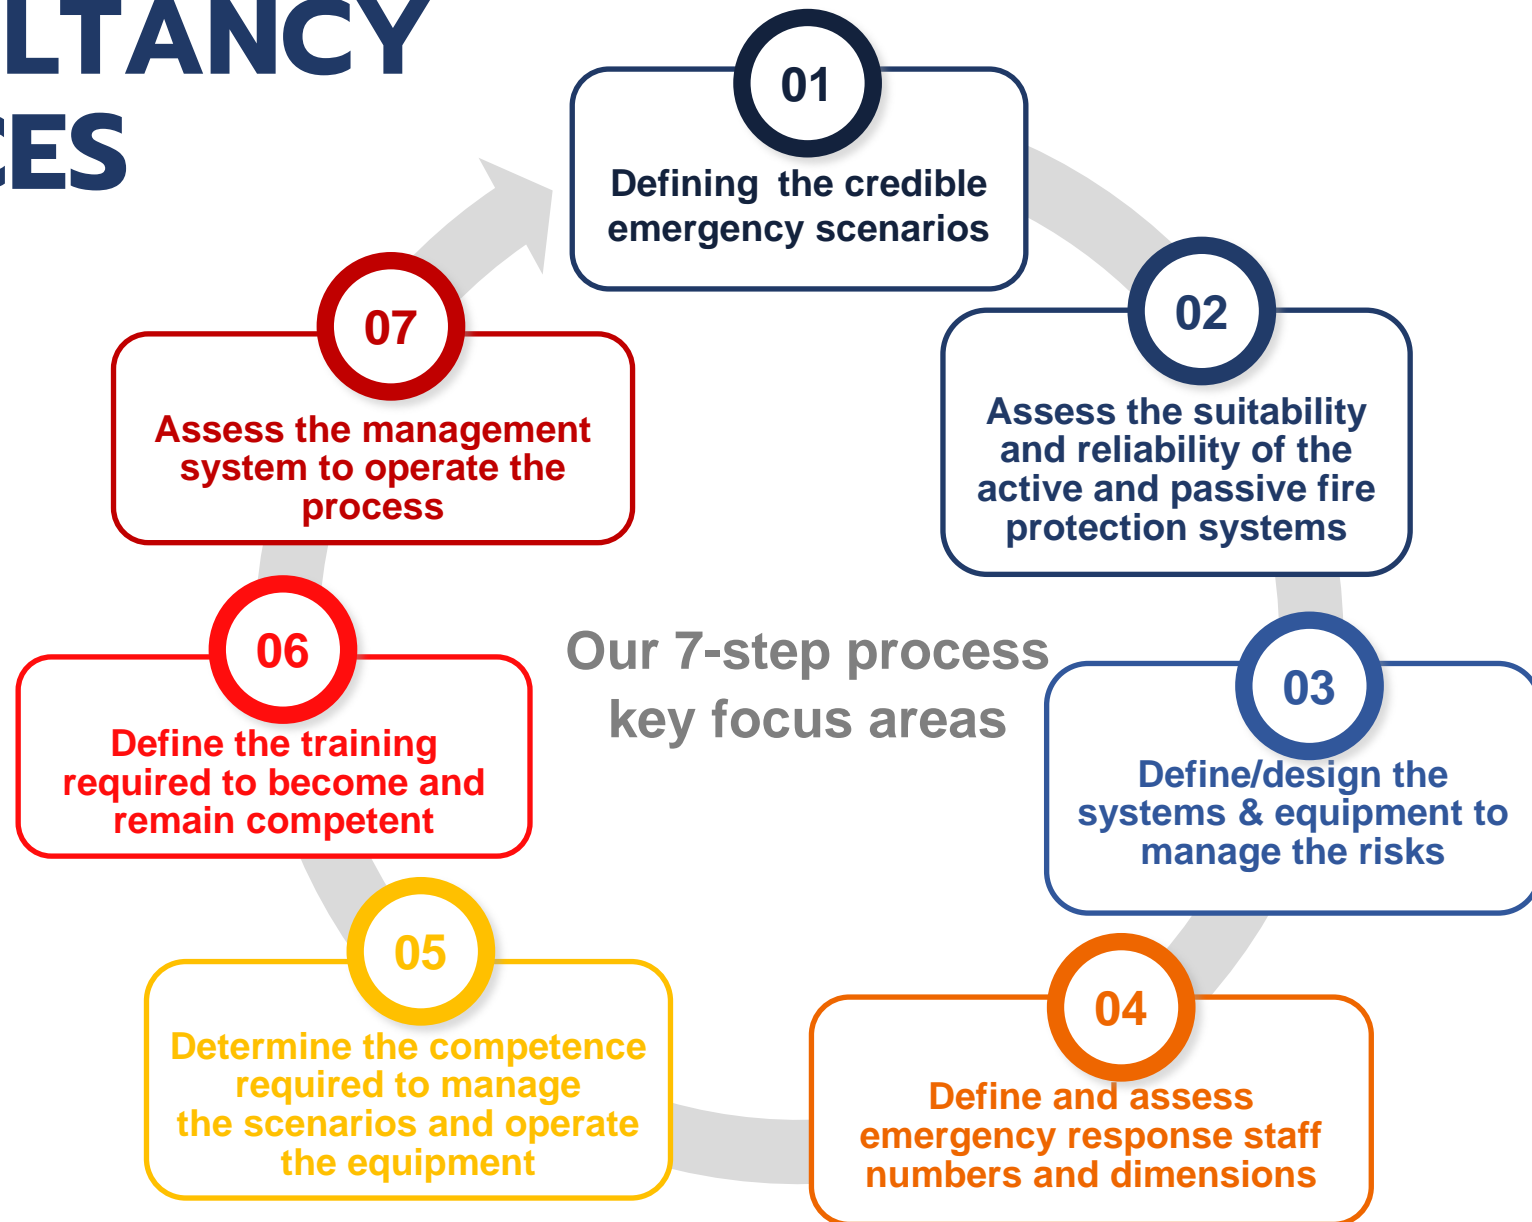 LTANCY
CES
01
Defining the credible
emergency scenarios
02
Assess the suitability
and reliability of the
active and passive fire
protection systems
03
Define/design the
systems & equipment to
manage the risks
04
Define and assess
emergency response staff
numbers and dimensions
05
Determine the competence
required to manage
the scenarios and operate
the equipment
06
Define the training
required to become and
remain competent
07
Assess the management
system to operate the
process
Our 7-step process
key focus areas